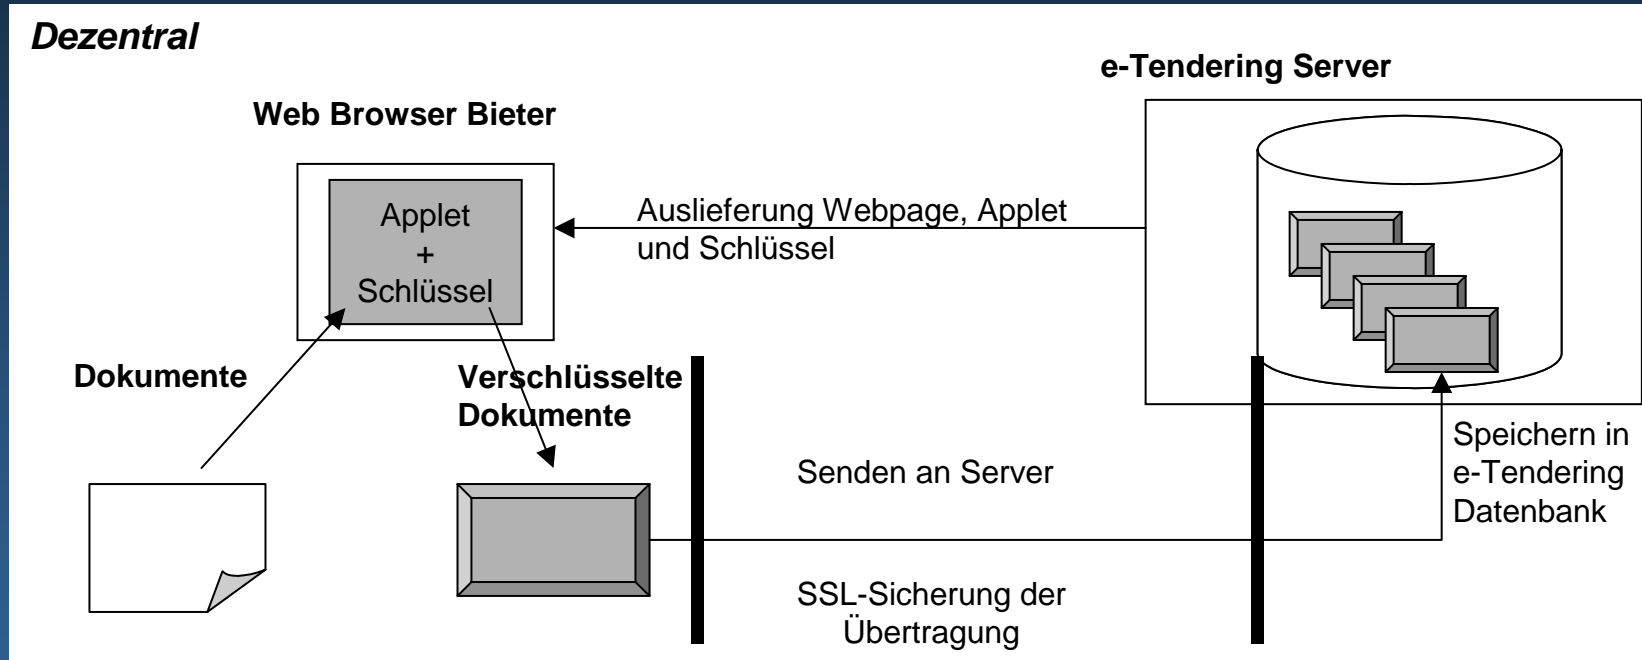 Dezentral
e-Tendering Server
Web Browser Bieter
Applet
+
Schlüssel
Auslieferung Webpage, Applet
und Schlüssel
Dokumente
Verschlüsselte
Dokumente
Senden an Server
SSL-Sicherung der
Übertragung
Speichern in
e-Tendering
Datenbank